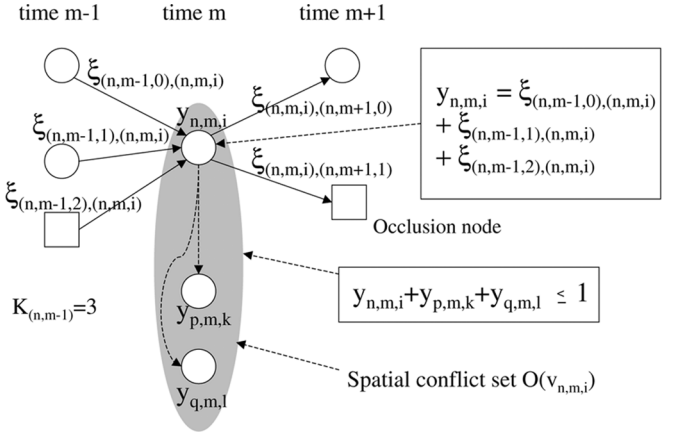 time m-1 time m time m+1
ξ(n,m-1,0),(n,m,i)
yn,m,i
ξ(n,m,i),(n,m+1,0)
yn,m,i = ξ(n,m-1,0),(n,m,i)
+ ξ(n,m-1,1),(n,m,i)
+ ξ(n,m-1,2),(n,m,i)
ξ(n,m-1,1),(n,m,i)
ξ(n,m,i),(n,m+1,1)
ξ(n,m-1,2),(n,m,i)
Occlusion node
K(n,m-1)=3
yp,m,k
yn,m,i+yp,m,k+yq,m,l ≤ 1
yq,m,l
Spatial conflict set O(vn,m,i)